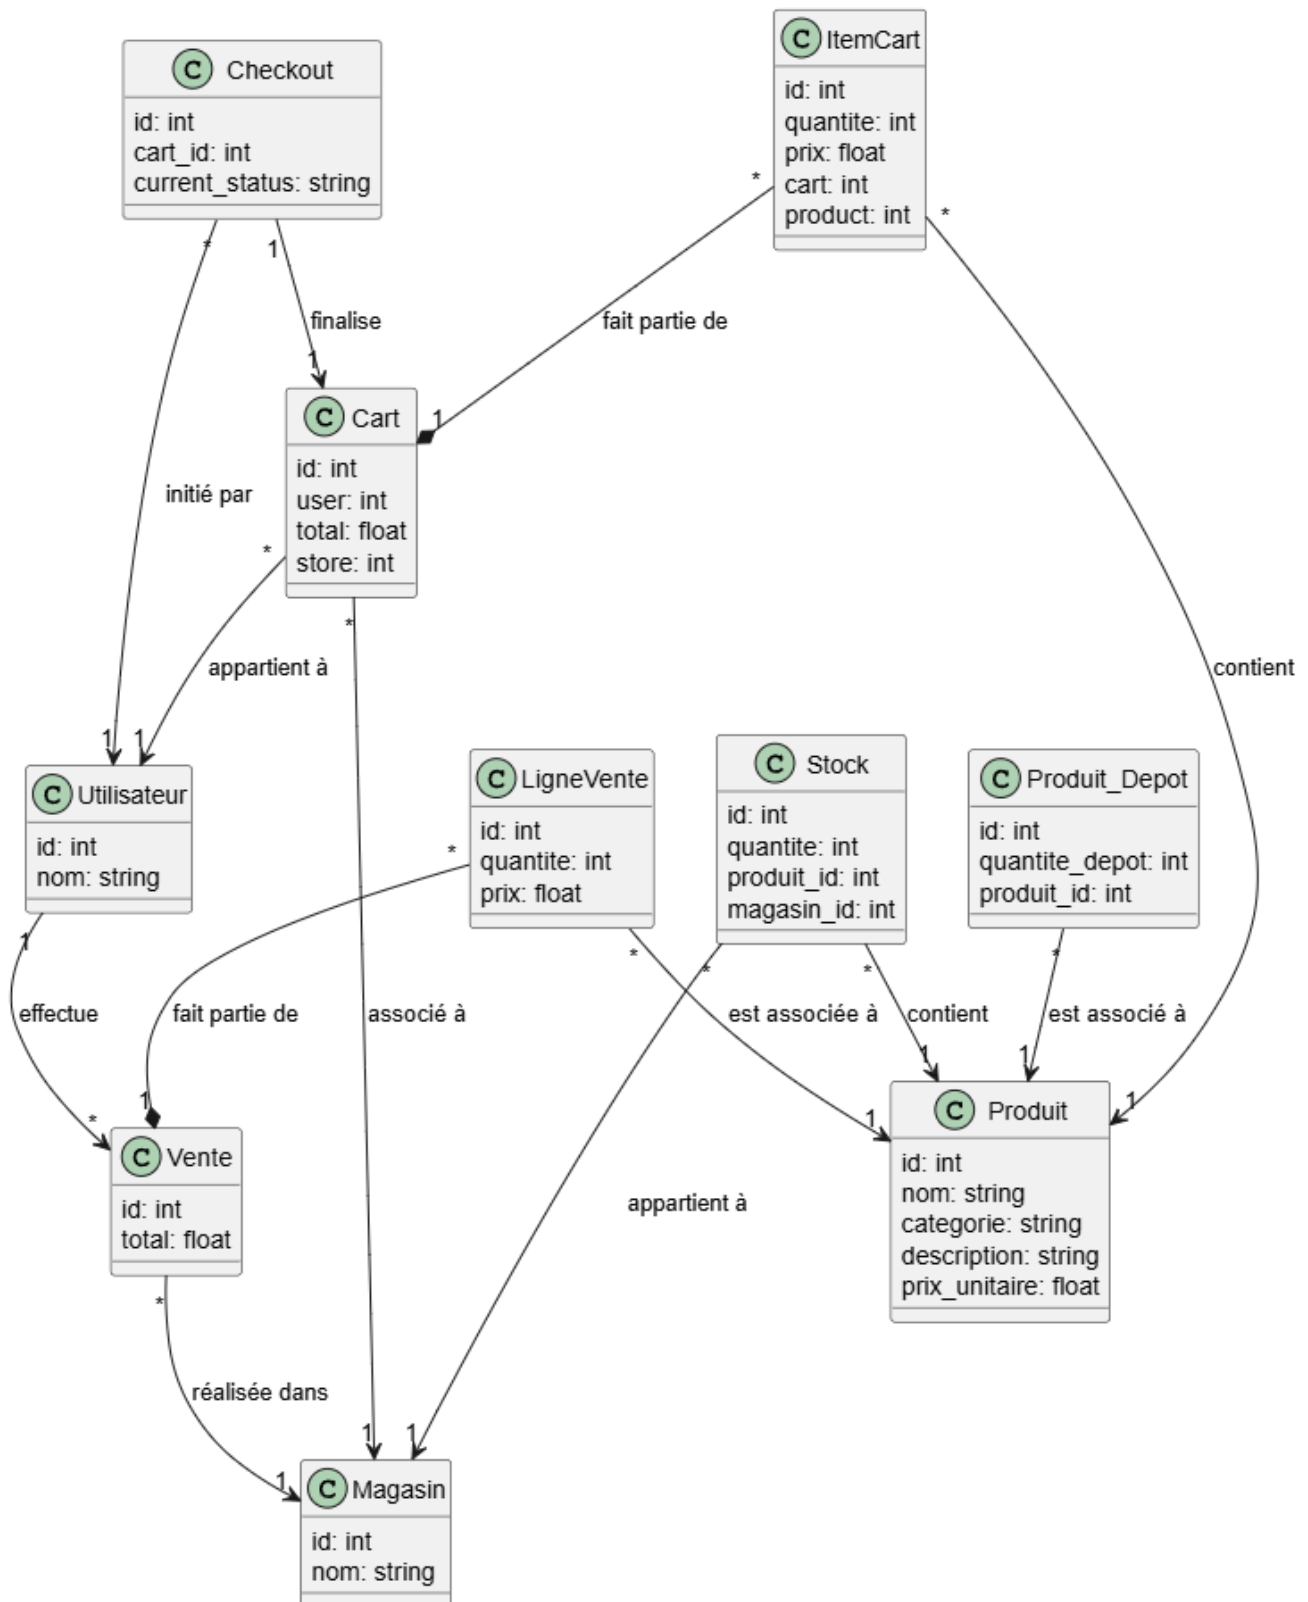 C Checkout
id: int
cart_id: int
current_status: string
C ItemCart
id: int
quantite: int
prix: float
cart: int
product: int
* 1
* *
finalise
fait partie de
1
C Cart
1
id: int
user: int
total: float
store: int
initié par
*
*
appartient à
contient
1 1
C Utilisateur
id: int
nom: string
C LigneVente
id: int
quantite: int
prix: float
C Stock
id: int
quantite: int
produit_id: int
magasin_id: int
C Produit_Depot
id: int
quantite_depot: int
produit_id: int
*
1
* * * *
effectue
fait partie de
associé à
est associée à
contient
est associé à
1 1
* 1 1 1
C Vente
id: int
total: float
C Produit
id: int
nom: string
categorie: string
description: string
prix_unitaire: float
appartient à
*
réalisée dans
1 1
1
C Magasin
id: int
nom: string